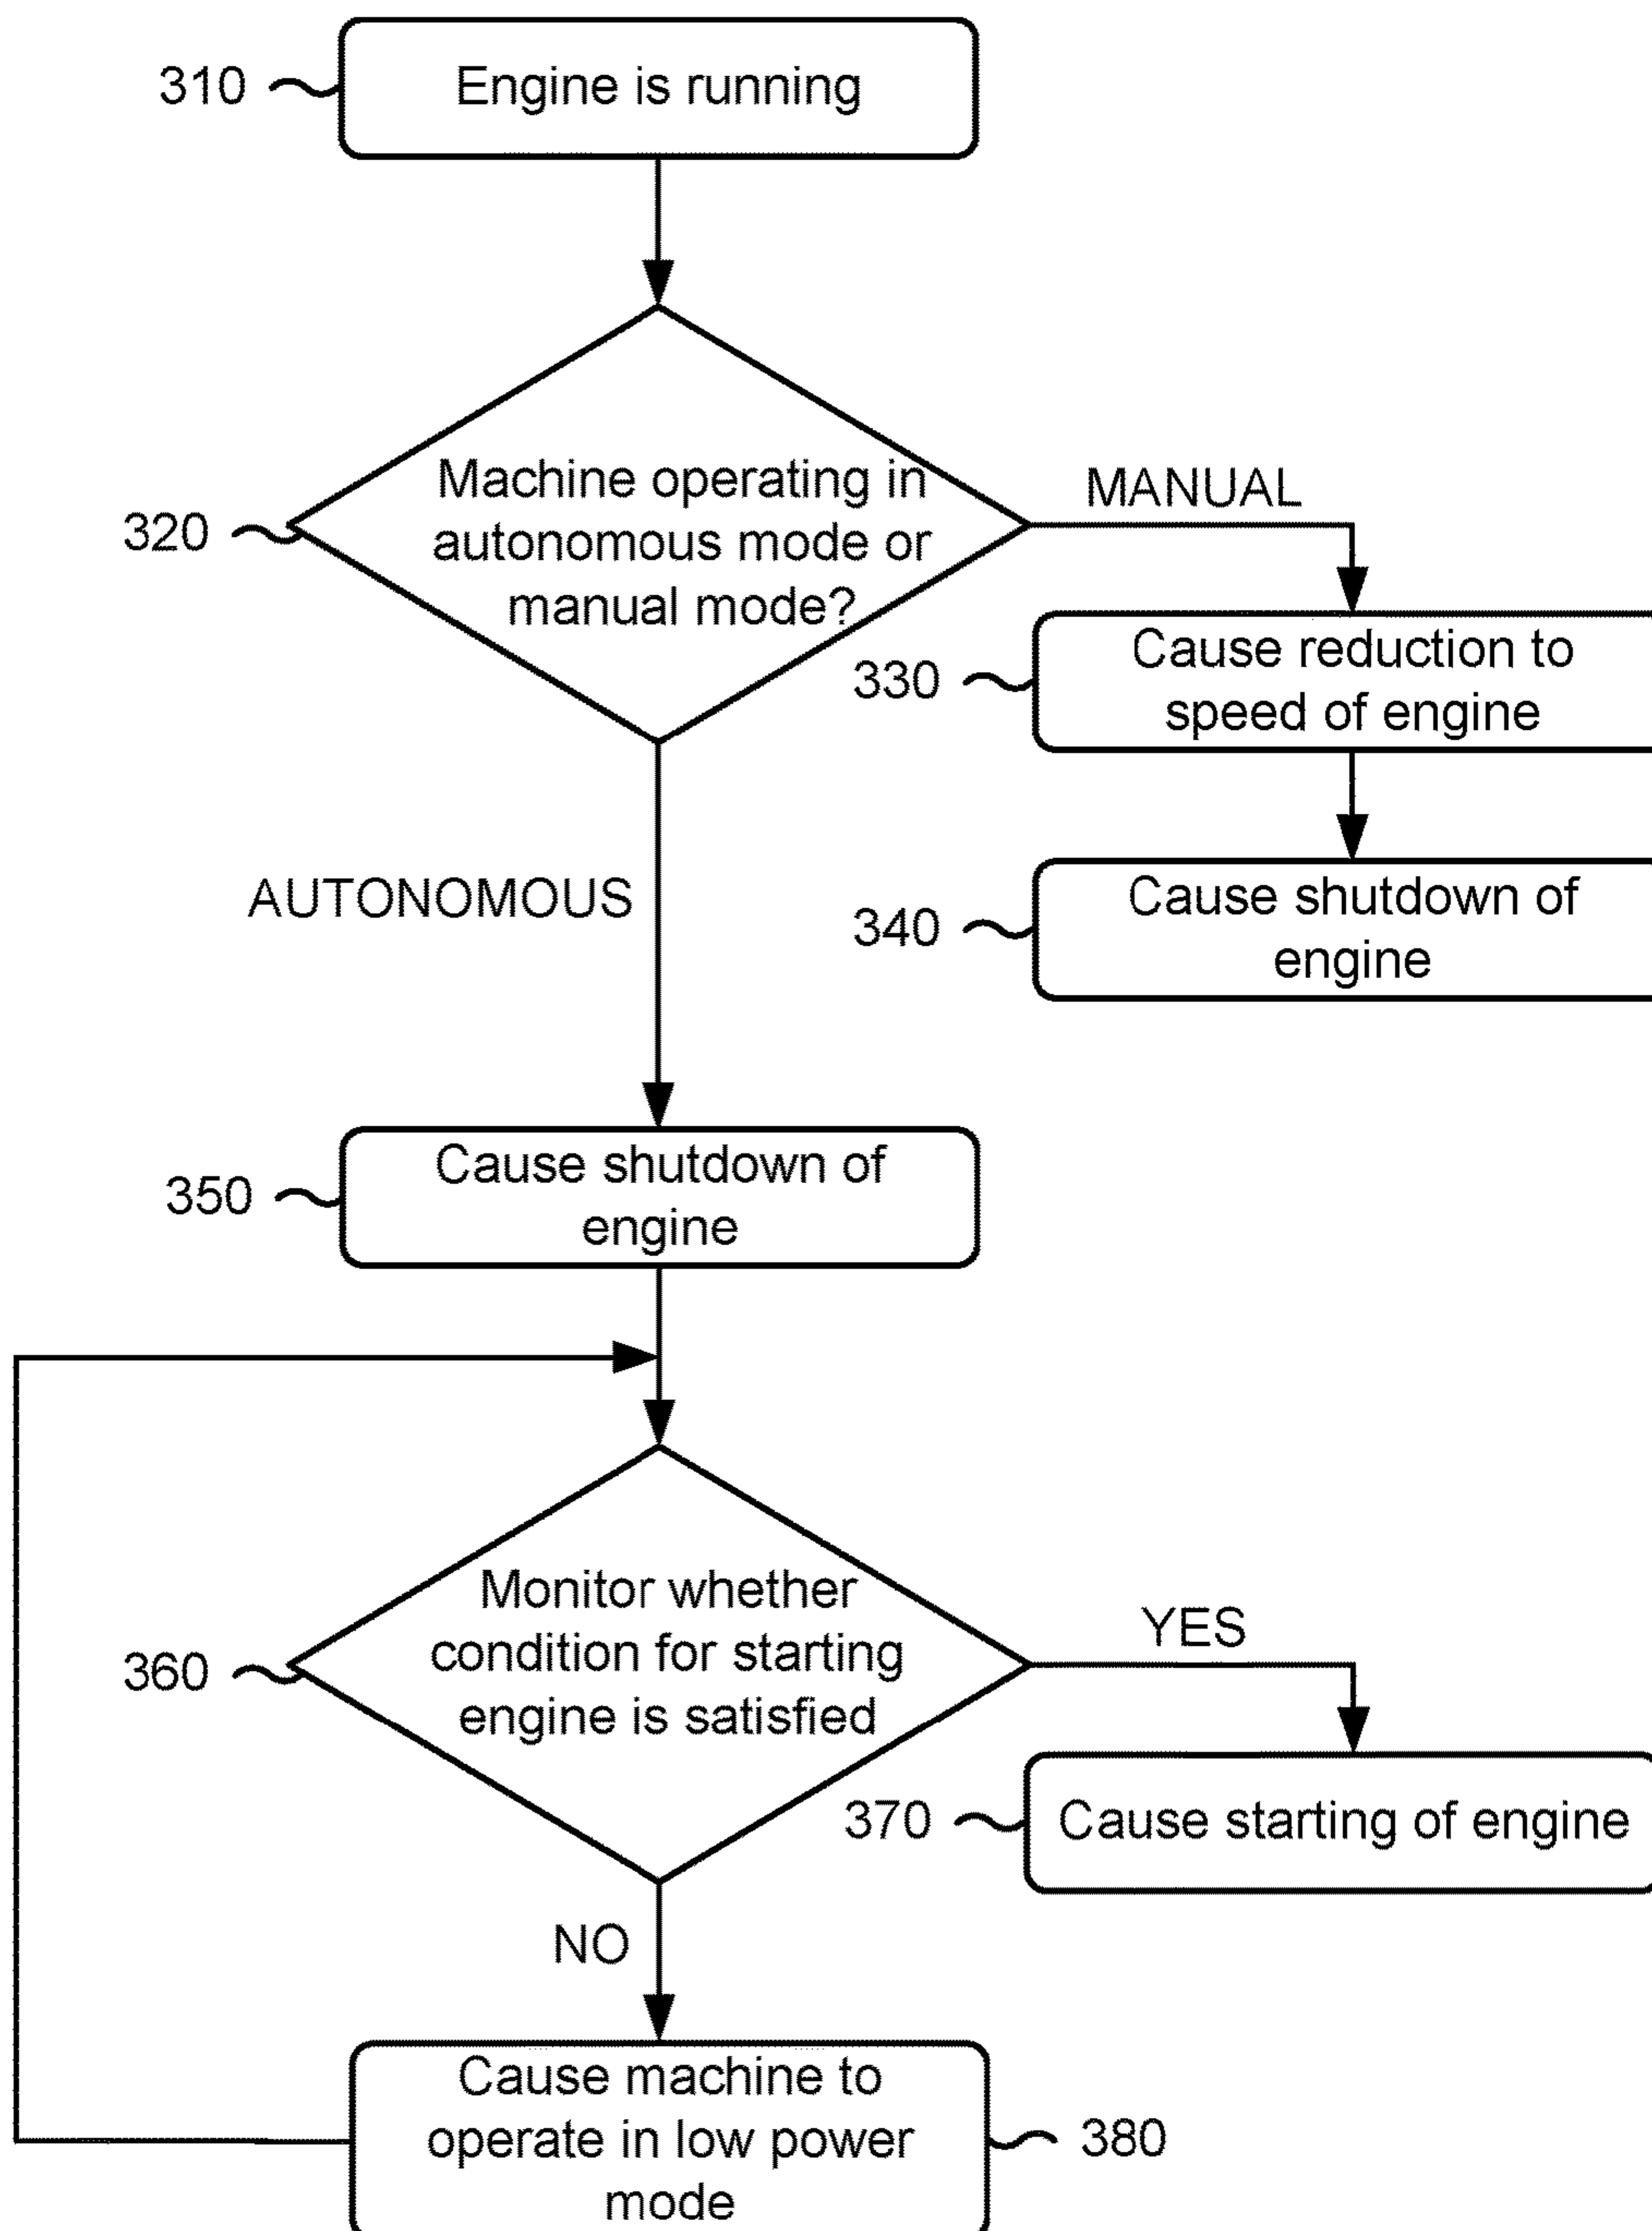 310
Engine is running
320
Machine operating in
autonomous mode or
manual mode?
MANUAL
330
Cause reduction to
speed of engine
AUTONOMOUS
340
Cause shutdown of
engine
350
Cause shutdown of
engine
360
Monitor whether
condition for starting
engine is satisfied
YES
370
Cause starting of engine
NO
Cause machine to
operate in low power
mode
380